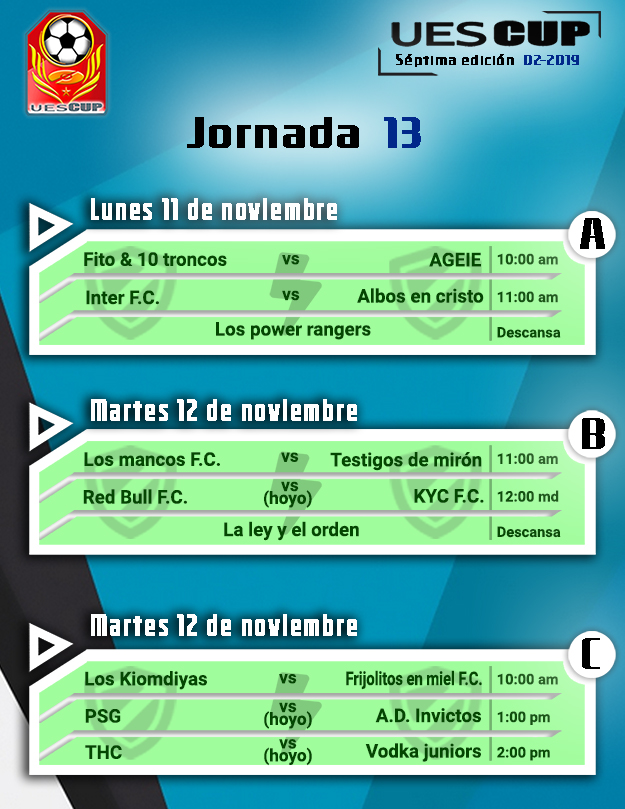 UESCUP
UES CUP
Séptima edición 02-2019
Jornada 13
Lunes 11 de noviembre
A
Fito & 10 troncos vs AGEIE 10:00 am
Inter F.C. vs Albos en cristo 11:00 am
Los power rangers Descansa
Martes 12 de noviembre
B
Los mancos F.C. vs Testigos de mirón 11:00 am
Red Bull F.C. vs (hoyo) KYC F.C. 12:00 md
La ley y el orden Descansa
Martes 12 de noviembre
C
Los Kiomdiyas vs Frijolitos en miel F.C. 10:00 am
PSG vs (hoyo) A.D. Invictos 1:00 pm
THC vs (hoyo) Vodka juniors 2:00 pm